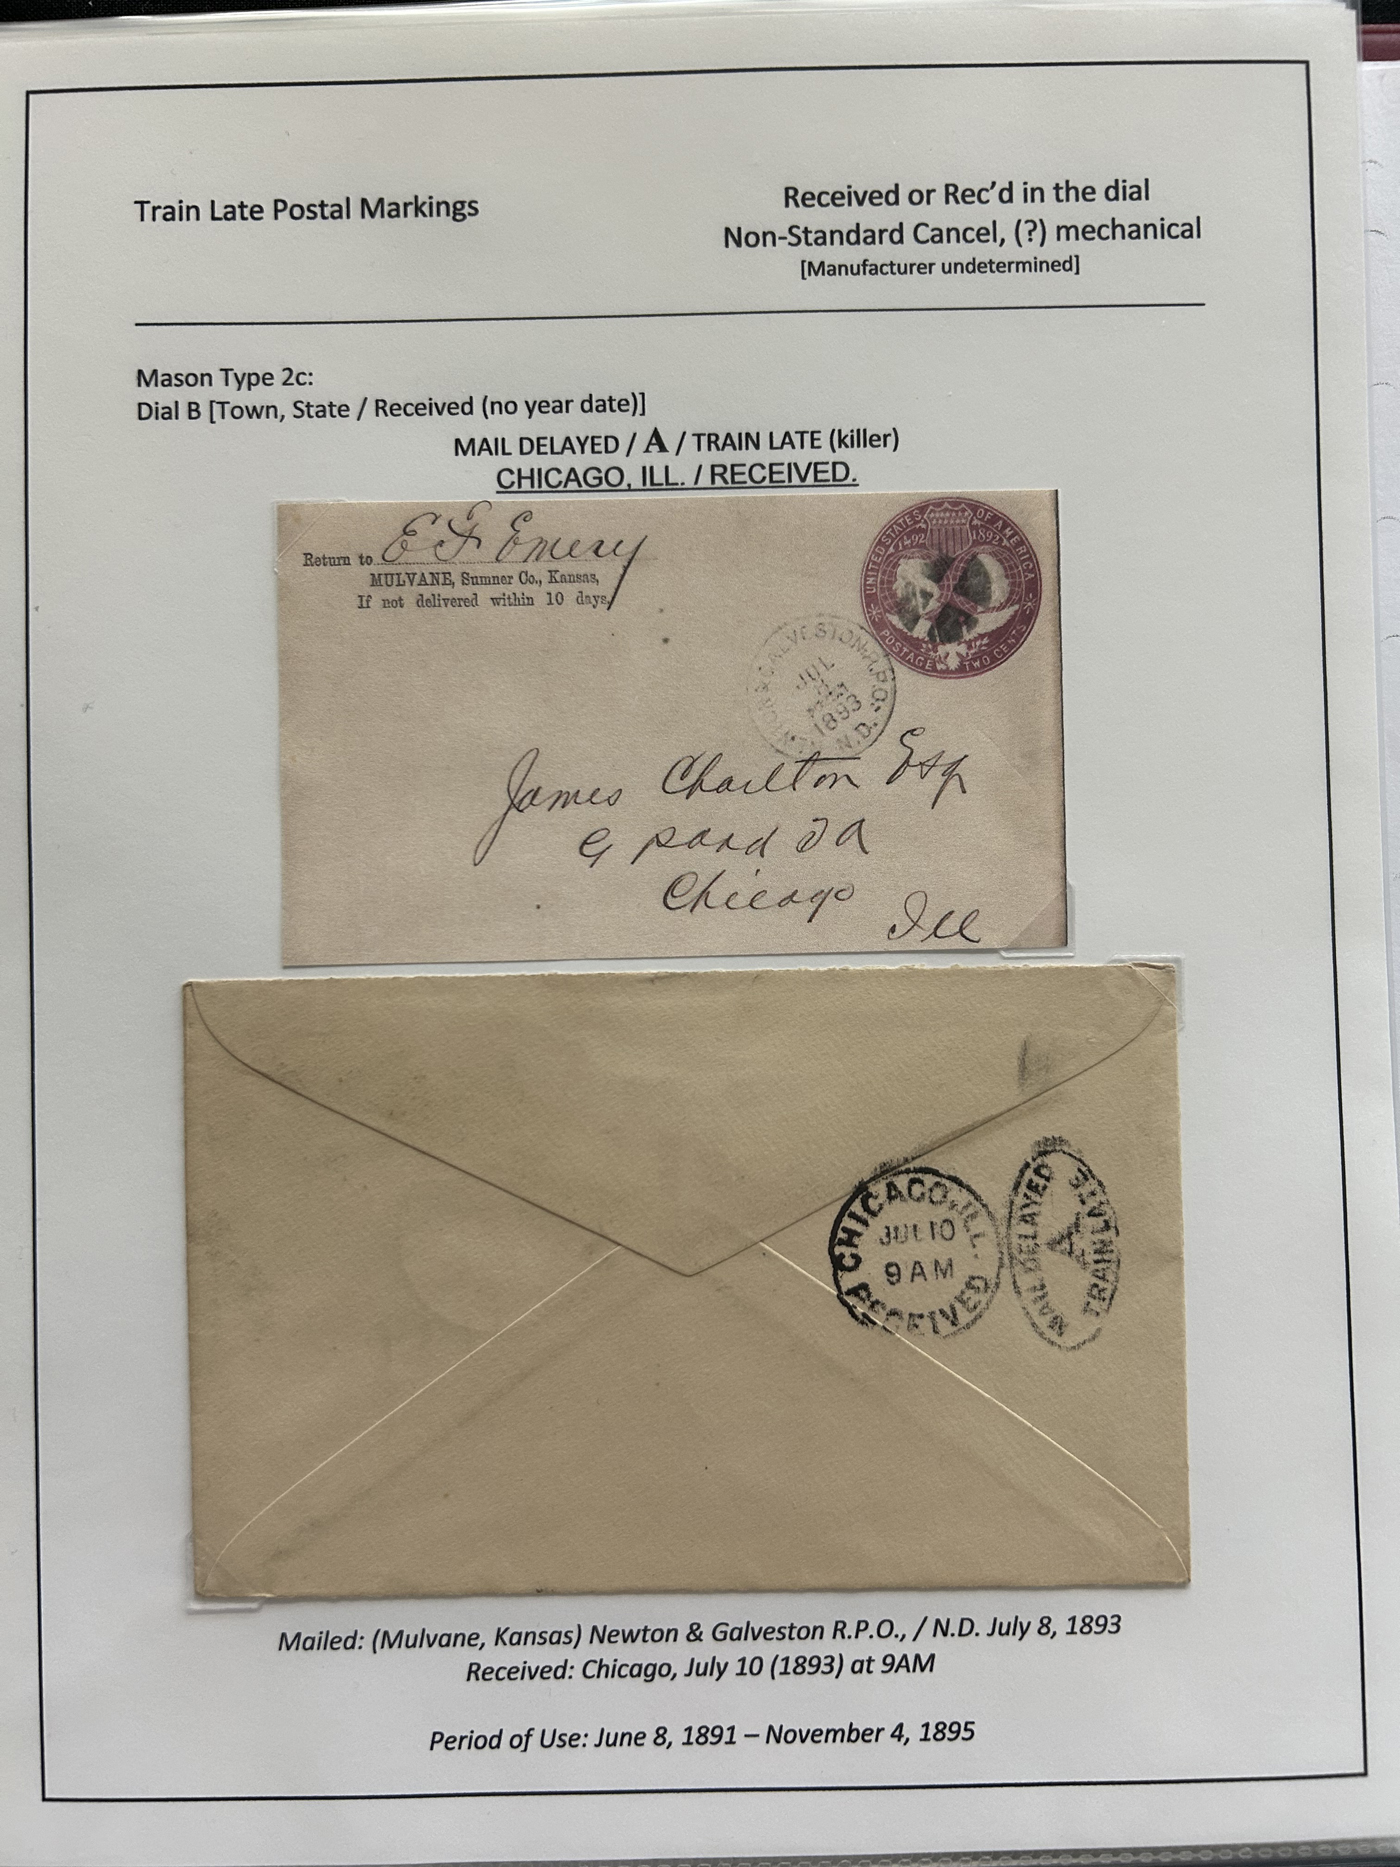 Train Late Postal Markings
Received or Rec'd in the dial
Non-Standard Cancel, (?) mechanical
[Manufacturer undetermined]
Mason Type 2c:
Dial B [Town, State / Received (no year date)]
MAIL DELAYED / A / TRAIN LATE (killer)
CHICAGO, ILL. / RECEIVED.
Return to E F Emery
MULVANE, Sumner Co., Kansas,
If not delivered within 10 days,
UNITED STATES OF AMERICA
1492 1892
POSTAGE TWO CENTS
& GALVESTON R.P.O.
JUL
1893
N.D.
James Charlton Esq
G pand TA
Chicago
Ill
CHICAGO, ILL.
JUL 10
9 AM
RECEIVED
MAIL DELAYED
A
TRAIN LATE
Mailed: (Mulvane, Kansas) Newton & Galveston R.P.O., / N.D. July 8, 1893
Received: Chicago, July 10 (1893) at 9AM
Period of Use: June 8, 1891 – November 4, 1895